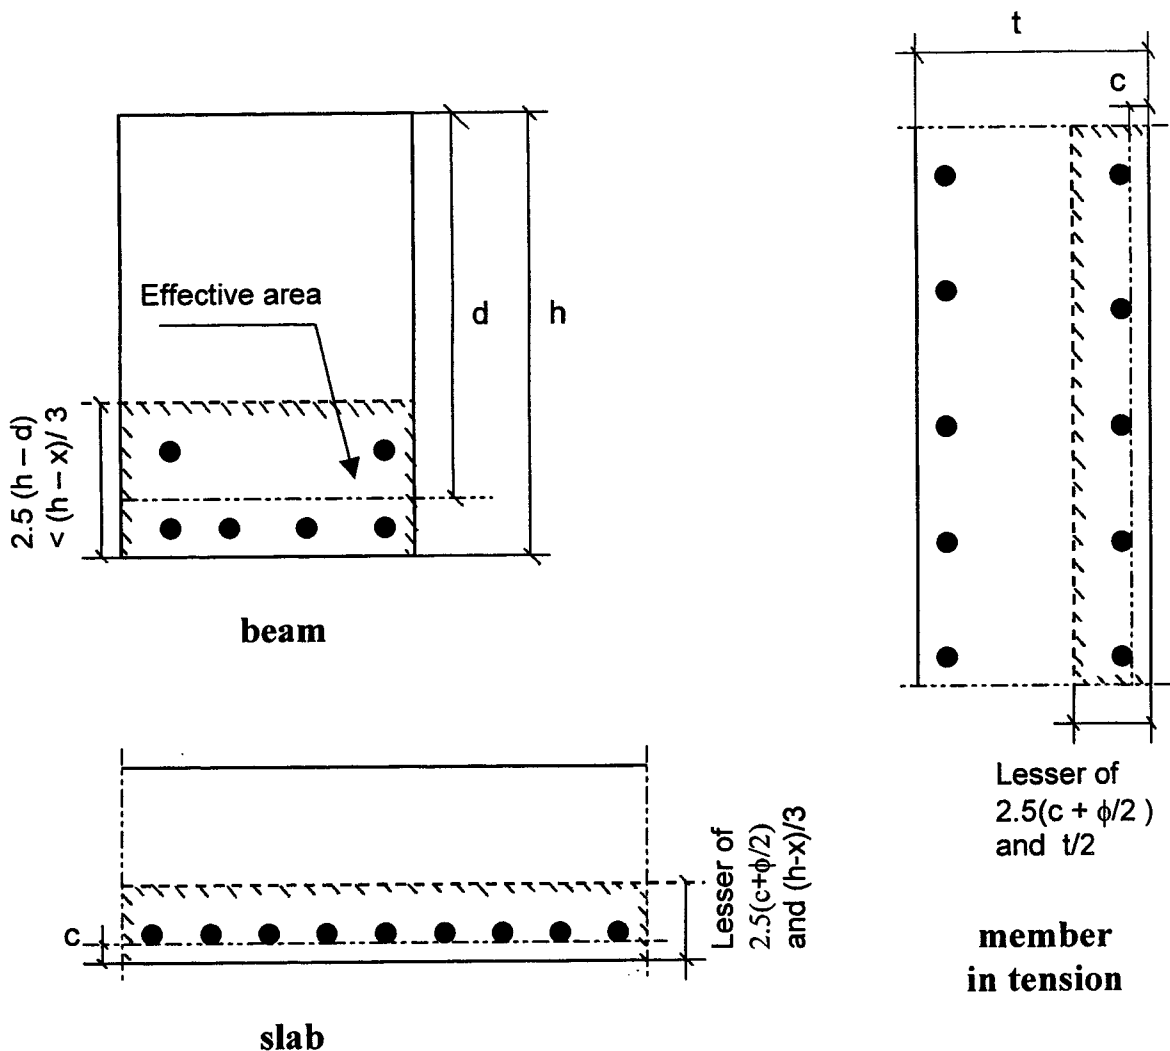 t
c
Effective area
d
h
2.5 (h – d)
< (h – x)/ 3
beam
Lesser of
2.5(c + ϕ/2 )
and t/2
member
in tension
c
Lesser of
2.5(c+ϕ/2)
and (h-x)/3
slab